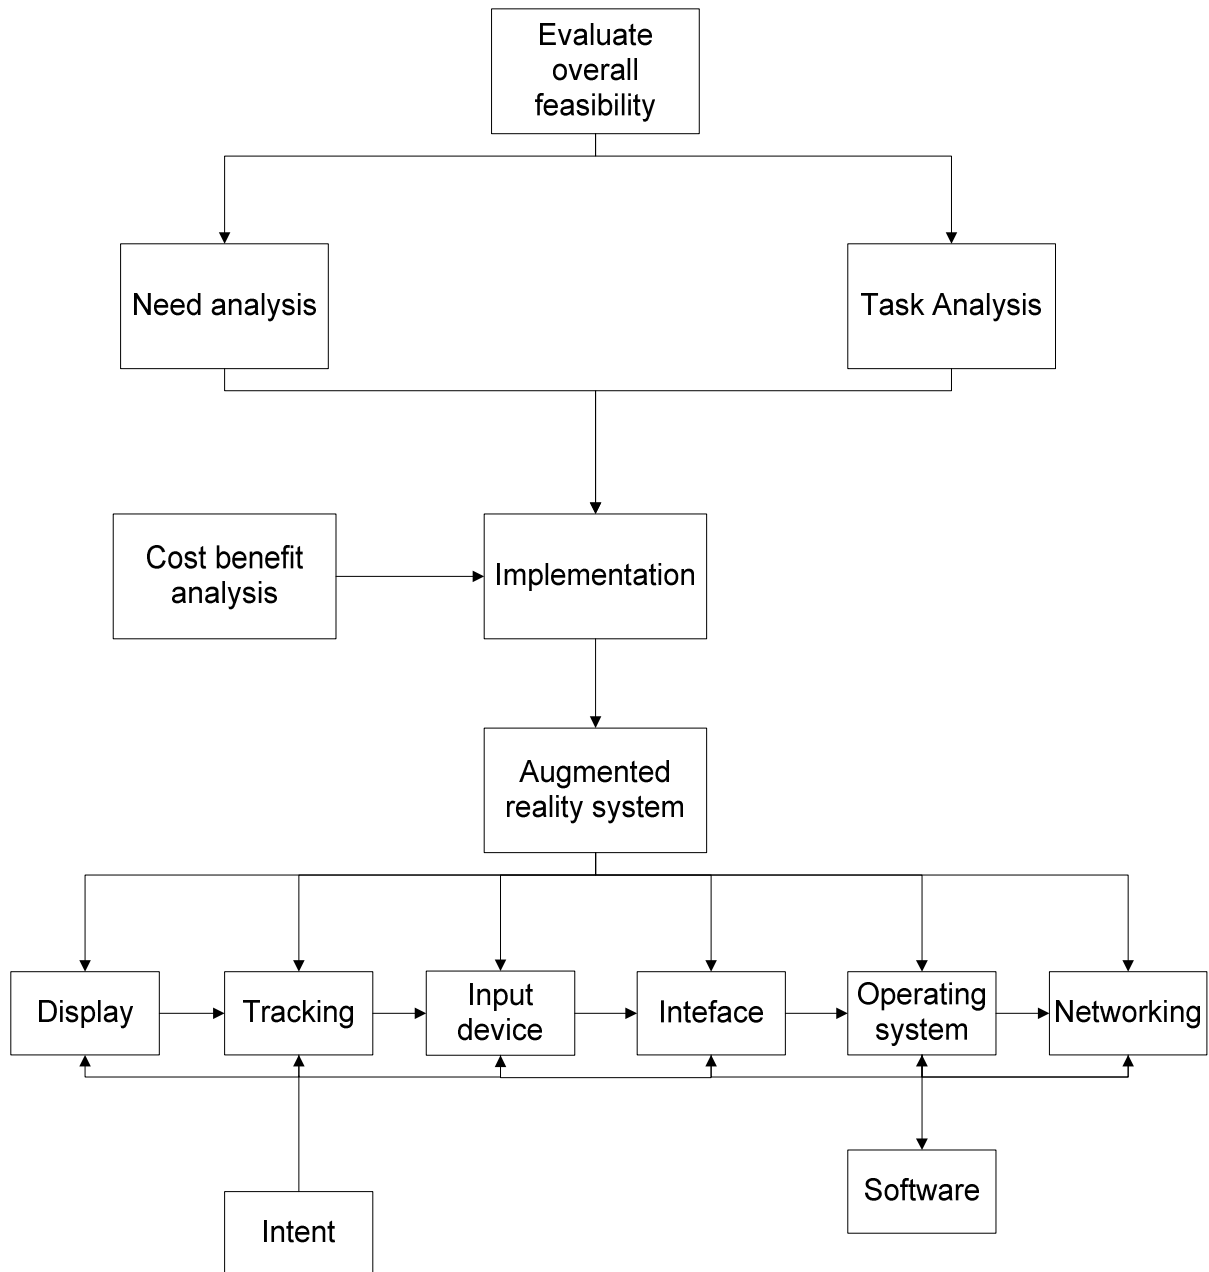 Evaluate
overall
feasibility
Need analysis
Task Analysis
Cost benefit
analysis
Implementation
Augmented
reality system
Display
Tracking
Input
device
Inteface
Operating
system
Networking
Software
Intent